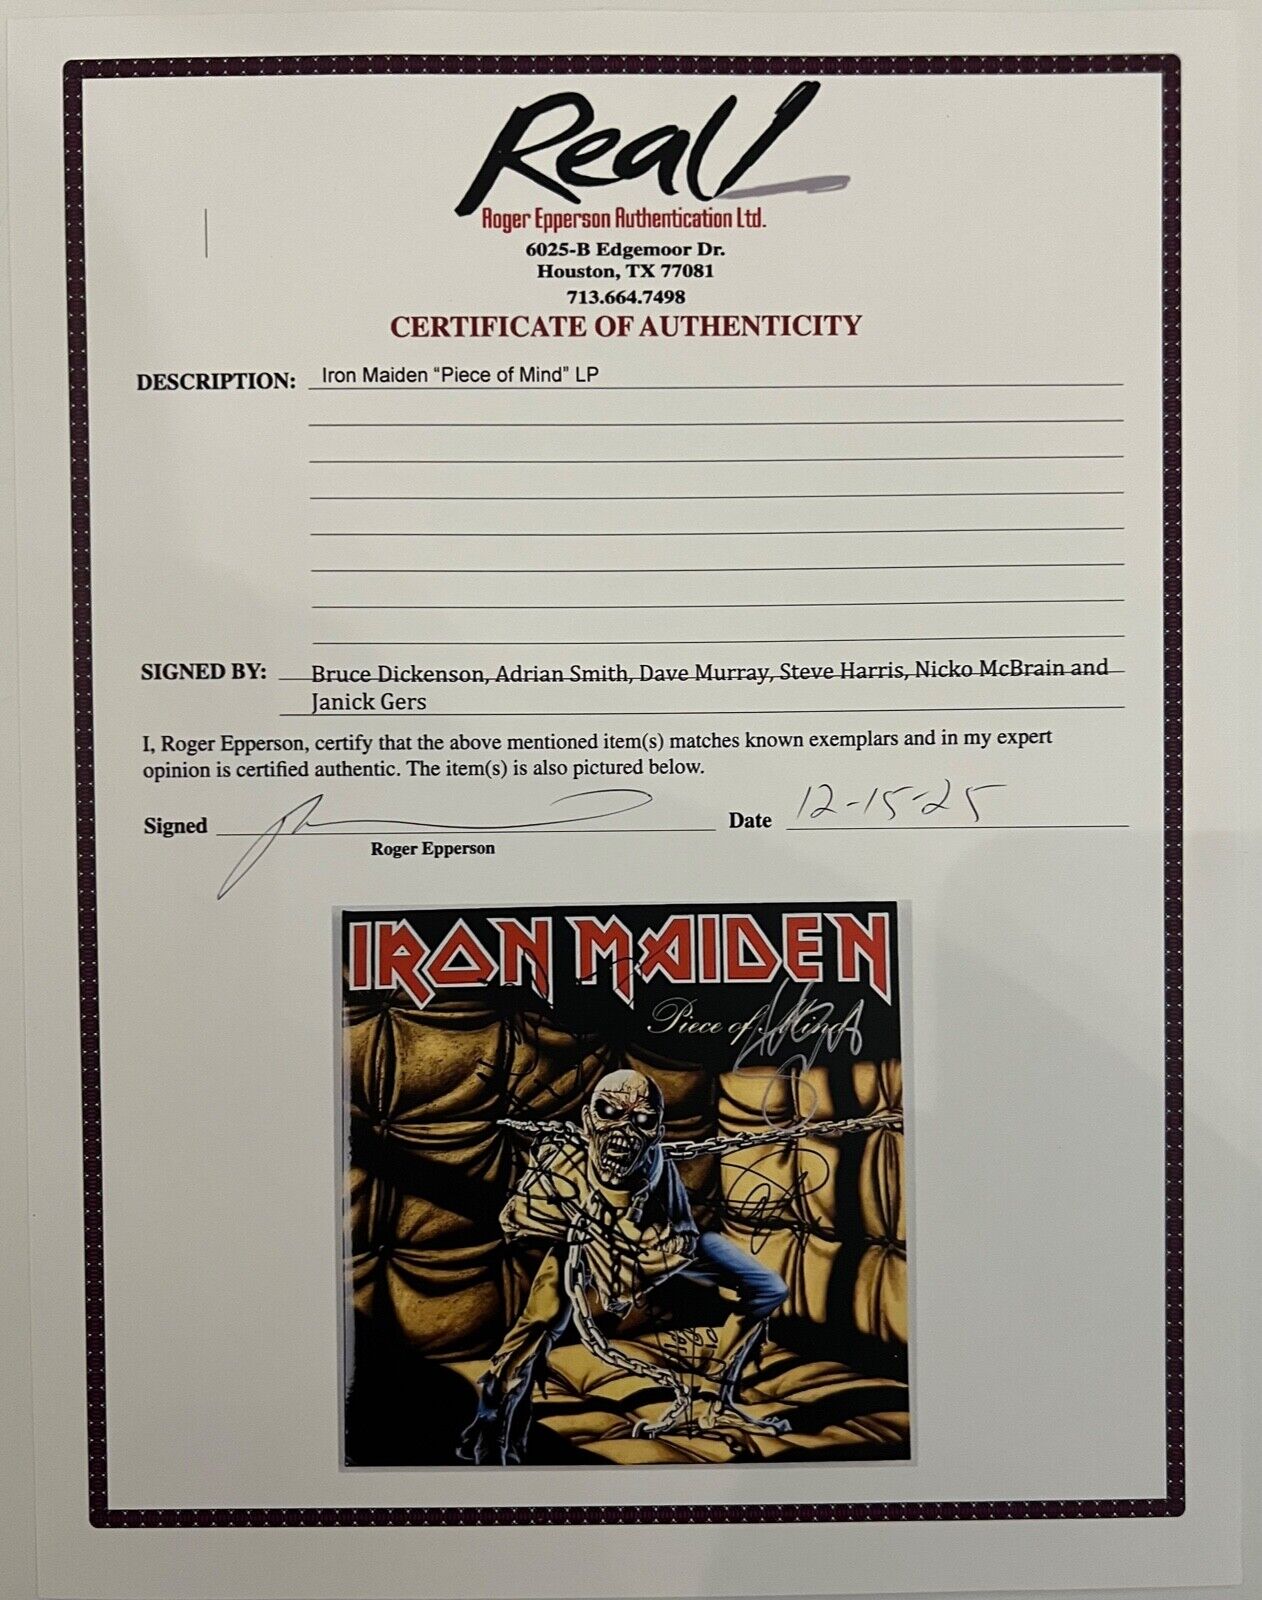 Real!
Roger Epperson Authentication Ltd.
6025-B Edgemoor Dr.
Houston, TX 77081
713.664.7498
CERTIFICATE OF AUTHENTICITY
DESCRIPTION: Iron Maiden “Piece of Mind” LP
SIGNED BY: Bruce Dickenson, Adrian Smith, Dave Murray, Steve Harris, Nicko McBrain and
Janick Gers
I, Roger Epperson, certify that the above mentioned item(s) matches known exemplars and in my expert
opinion is certified authentic. The item(s) is also pictured below.
Signed Date 12-15-25
Roger Epperson
IRON MAIDEN
Piece of Mind